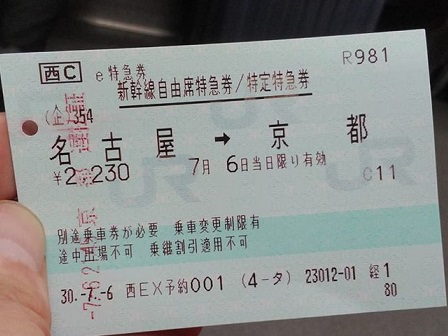 西C e特急券 R981
新幹線自由席特急券/特定特急券
(企)354
名古屋 → 京都
¥2,230 7月 6日当日限り有効 C11
別途乗車券が必要 乗車変更制限有
途中出場不可 乗継割引適用不可
30.-7.-6 西EX予約001 (4-タ) 23012-01 経1
80